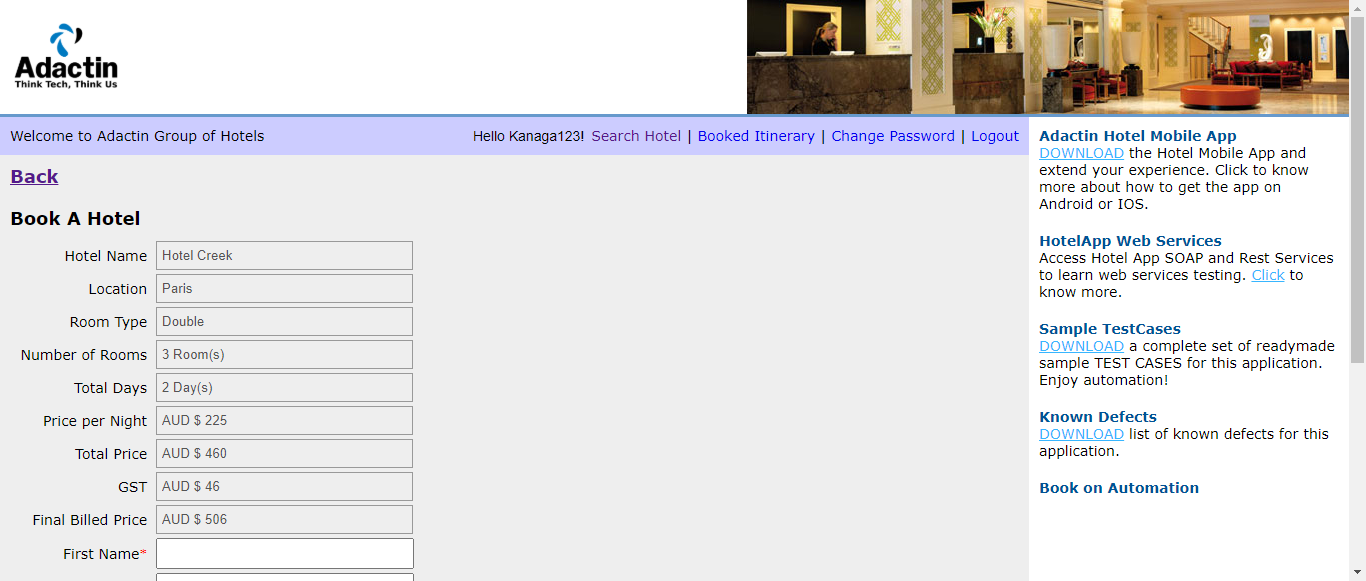 Adactin
Think Tech, Think Us
Welcome to Adactin Group of Hotels
Hello Kanaga123! Search Hotel | Booked Itinerary | Change Password | Logout
Back
Book A Hotel
Hotel Name Hotel Creek
Location Paris
Room Type Double
Number of Rooms 3 Room(s)
Total Days 2 Day(s)
Price per Night AUD $ 225
Total Price AUD $ 460
GST AUD $ 46
Final Billed Price AUD $ 506
First Name*
Adactin Hotel Mobile App
DOWNLOAD the Hotel Mobile App and
extend your experience. Click to know
more about how to get the app on
Android or IOS.
HotelApp Web Services
Access Hotel App SOAP and Rest Services
to learn web services testing. Click to
know more.
Sample TestCases
DOWNLOAD a complete set of readymade
sample TEST CASES for this application.
Enjoy automation!
Known Defects
DOWNLOAD list of known defects for this
application.
Book on Automation